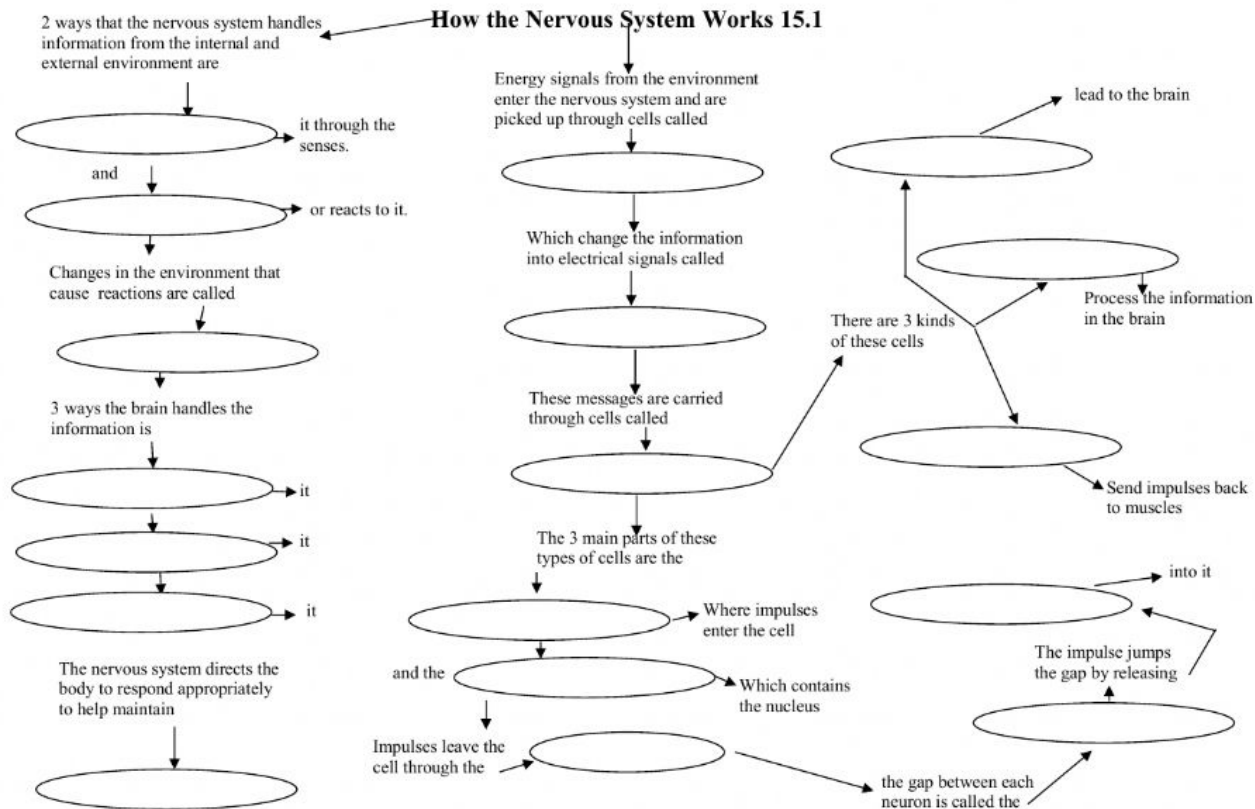 How the Nervous System Works 15.1
2 ways that the nervous system handles
information from the internal and
external environment are
it through the
senses.
and
or reacts to it.
Changes in the environment that
cause reactions are called
3 ways the brain handles the
information is
it
it
it
The nervous system directs the
body to respond appropriately
to help maintain
Energy signals from the environment
enter the nervous system and are
picked up through cells called
Which change the information
into electrical signals called
These messages are carried
through cells called
There are 3 kinds
of these cells
lead to the brain
Process the information
in the brain
Send impulses back
to muscles
The 3 main parts of these
types of cells are the
Where impulses
enter the cell
and the
Which contains
the nucleus
Impulses leave the
cell through the
the gap between each
neuron is called the
The impulse jumps
the gap by releasing
into it